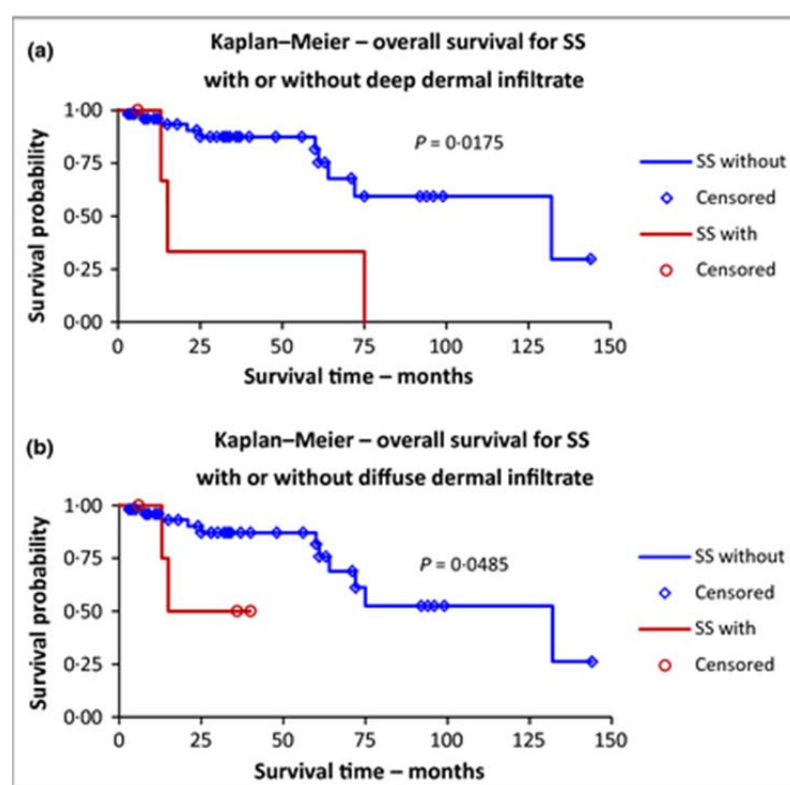 (a)
Kaplan–Meier – overall survival for SS
with or without deep dermal infiltrate
Survival probability
1·00
0·75
0·50
0·25
0·00
P = 0·0175
SS without
Censored
SS with
Censored
0 25 50 75 100 125 150
Survival time – months
(b)
Kaplan–Meier – overall survival for SS
with or without diffuse dermal infiltrate
Survival probability
1·00
0·75
0·50
0·25
0·00
P = 0·0485
SS without
Censored
SS with
Censored
0 25 50 75 100 125 150
Survival time – months